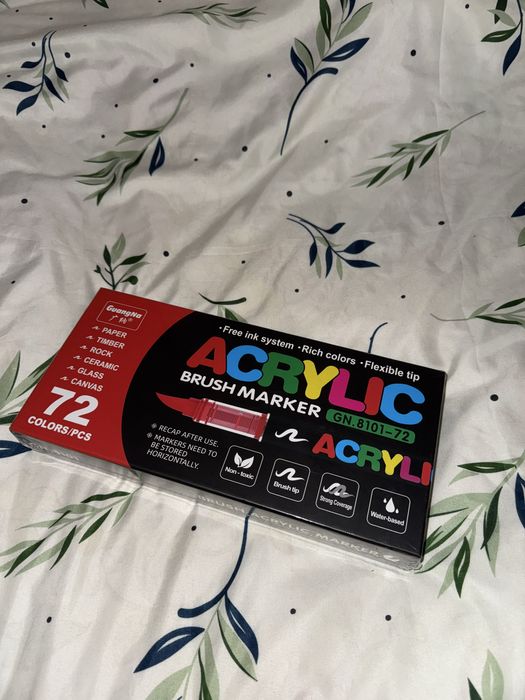 GuangNa
广纳®
PAPER
TIMBER
ROCK
CERAMIC
GLASS
CANVAS
72
COLORS/PCS
·Free ink system ·Rich colors ·Flexible tip
ACRYLIC
BRUSH MARKER
GN.8101-72
※ RECAP AFTER USE.
※ MARKERS NEED TO
BE STORED
HORIZONTALLY.
ACRYLI
Non-toxic
Brush tip
Strong Coverage
Water-based
BRUSH ACRYLIC MARKER